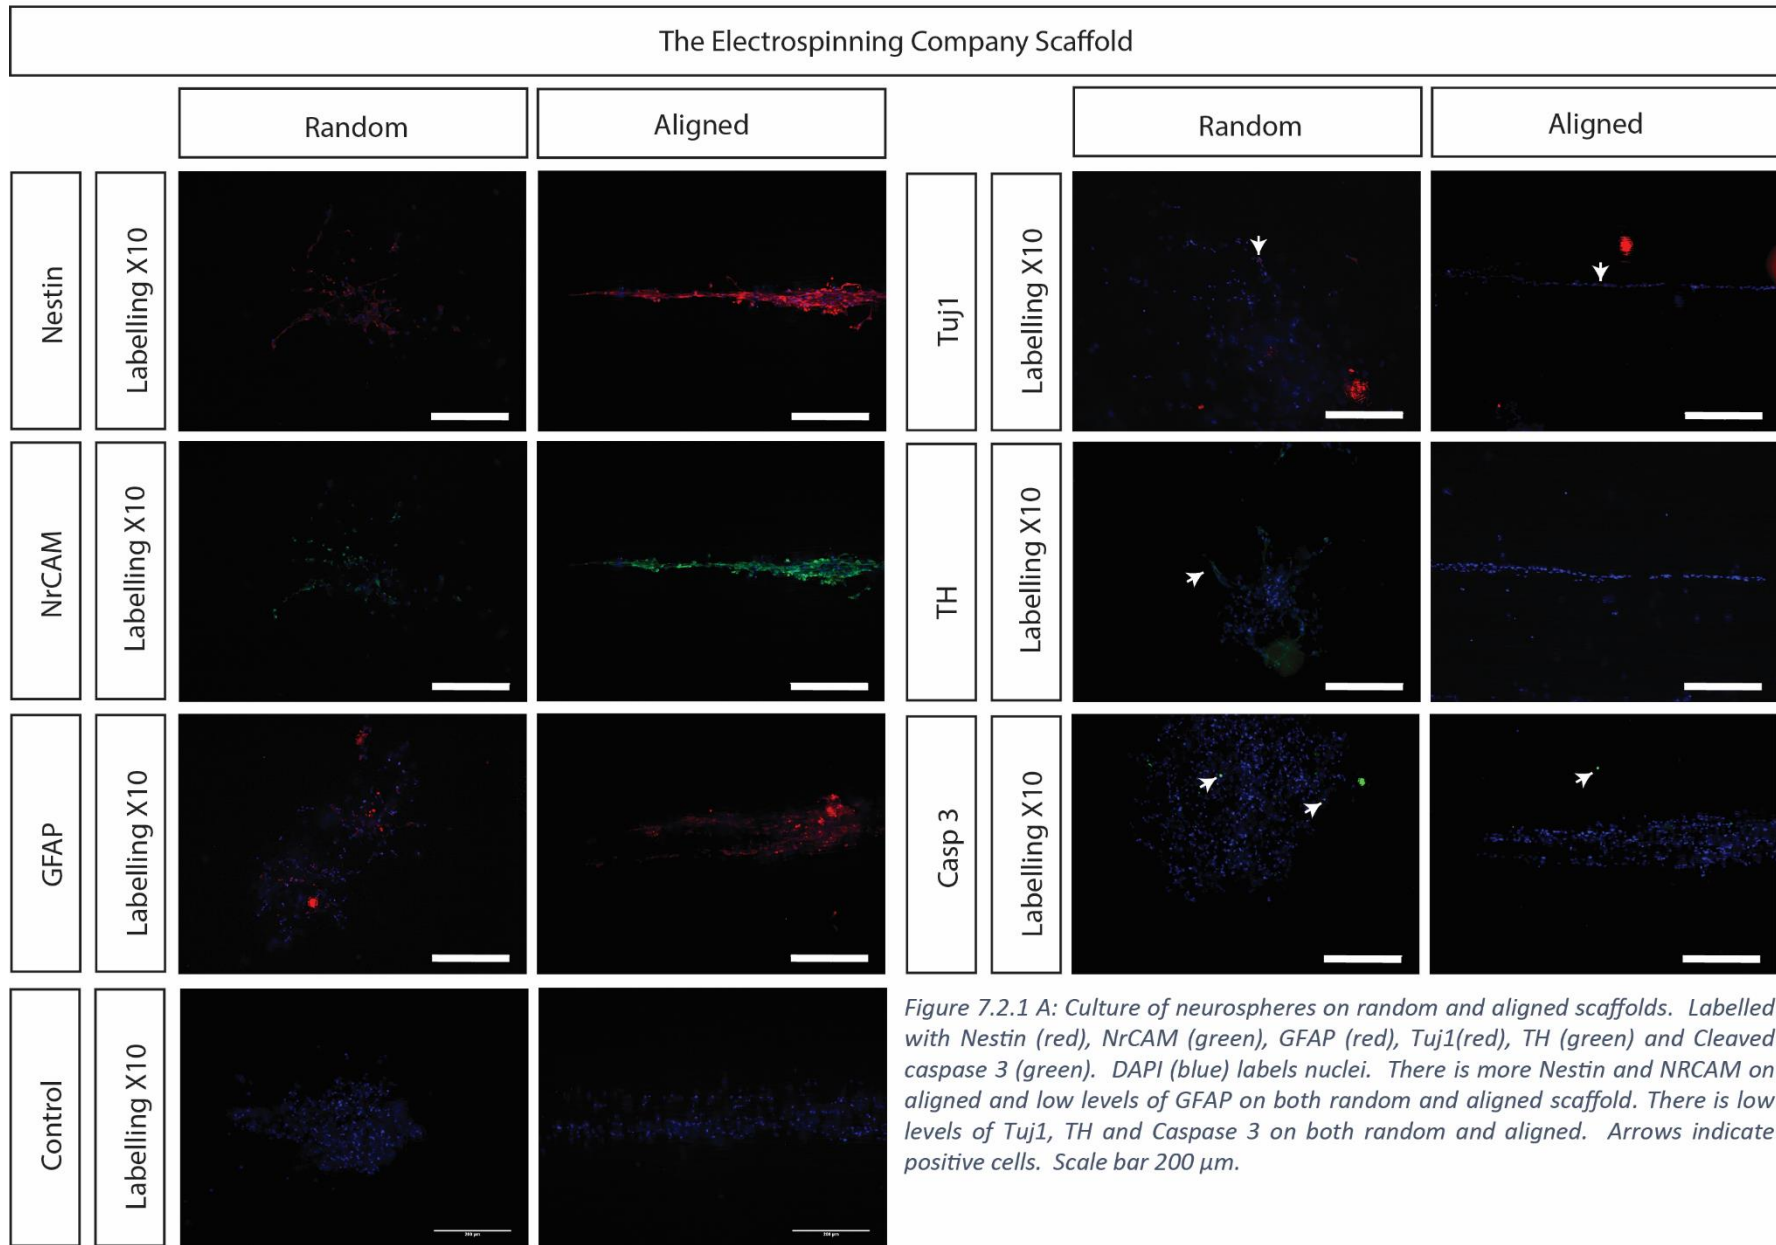 The Electrospinning Company Scaffold
Random
Aligned
Random
Aligned
Nestin
Labelling X10
Tuj1
Labelling X10
NrCAM
Labelling X10
TH
Labelling X10
GFAP
Labelling X10
Casp 3
Labelling X10
Control
Labelling X10
200 µm
200 µm
Figure 7.2.1 A: Culture of neurospheres on random and aligned scaffolds. Labelled
with Nestin (red), NrCAM (green), GFAP (red), Tuj1(red), TH (green) and Cleaved
caspase 3 (green). DAPI (blue) labels nuclei. There is more Nestin and NRCAM on
aligned and low levels of GFAP on both random and aligned scaffold. There is low
levels of Tuj1, TH and Caspase 3 on both random and aligned. Arrows indicate
positive cells. Scale bar 200 µm.